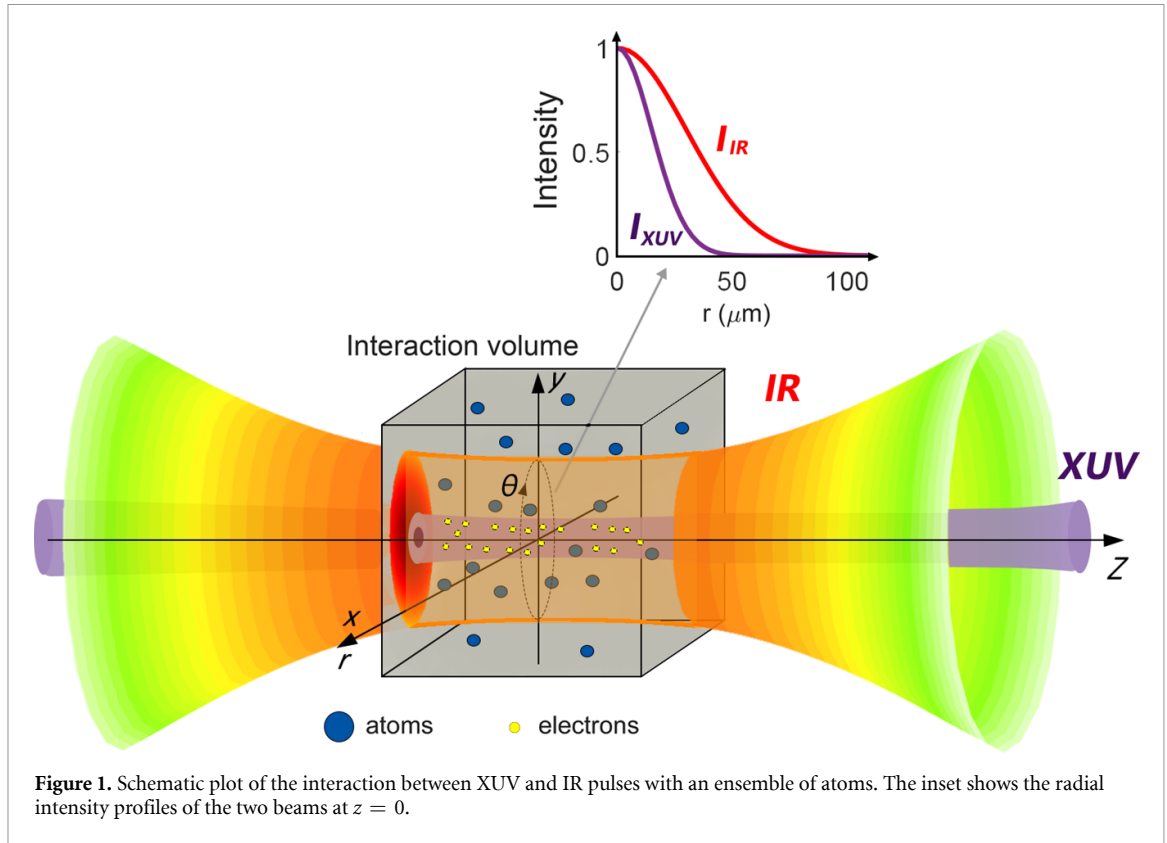 1
0.5
0
Intensity
I IR
I XUV
0 50 100
r (μm)
Interaction volume
y
IR
XUV
θ
Z
x
r
atoms electrons
Figure 1. Schematic plot of the interaction between XUV and IR pulses with an ensemble of atoms. The inset shows the radial
intensity profiles of the two beams at z = 0.